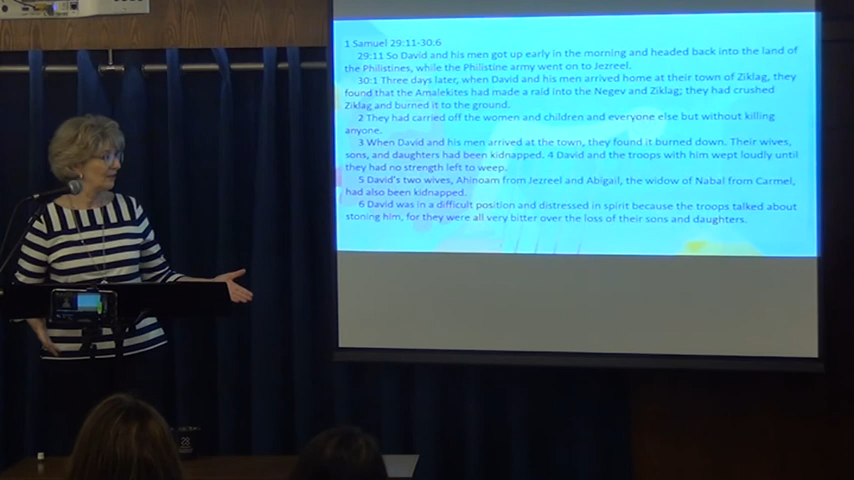 1 Samuel 29:11-30:6
29:11 So David and his men got up early in the morning and headed back into the land of
the Philistines, while the Philistine army went on to Jezreel.
30:1 Three days later, when David and his men arrived home at their town of Ziklag, they
found that the Amalekites had made a raid into the Negev and Ziklag; they had crushed
Ziklag and burned it to the ground.
2 They had carried off the women and children and everyone else but without killing
anyone.
3 When David and his men arrived at the town, they found it burned down. Their wives,
sons, and daughters had been kidnapped. 4 David and the troops with him wept loudly until
they had no strength left to weep.
5 David's two wives, Ahinoam from Jezreel and Abigail, the widow of Nabal from Carmel,
had also been kidnapped.
6 David was in a difficult position and distressed in spirit because the troops talked about
stoning him, for they were all very bitter over the loss of their sons and daughters.